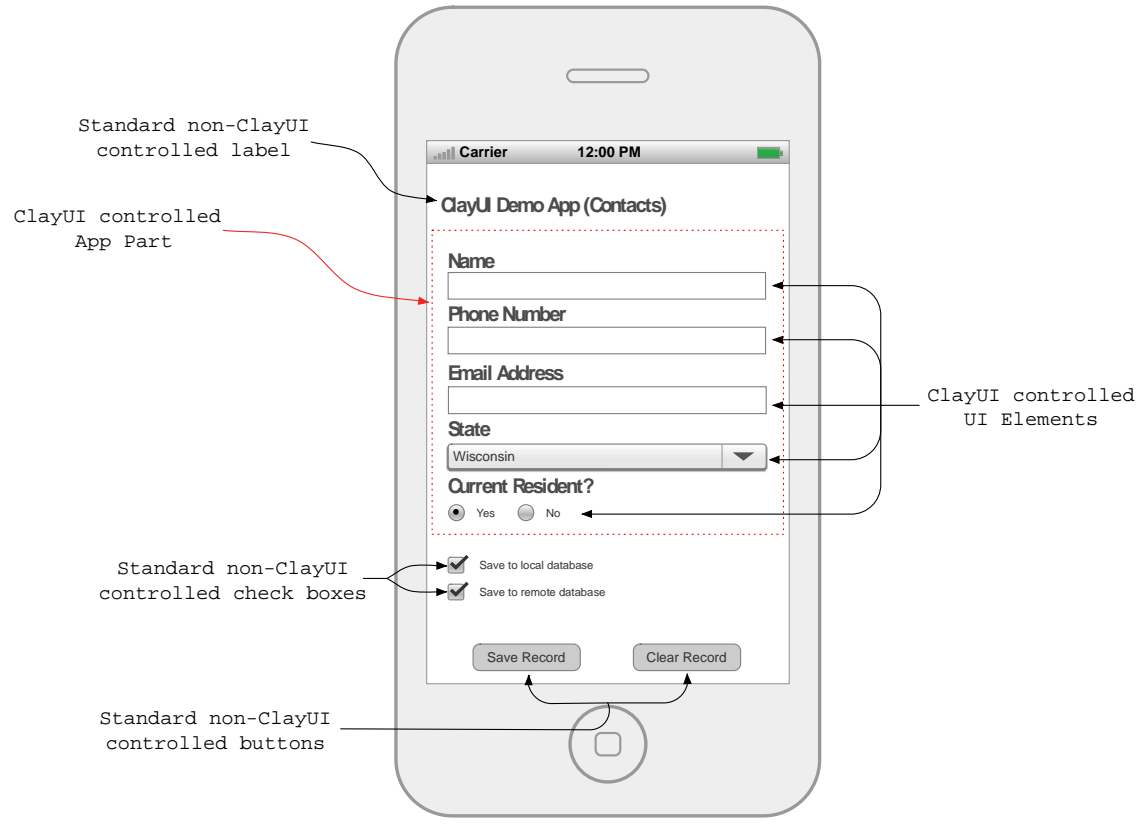 Carrier
12:00 PM
Standard non-ClayUI
controlled label
ClayUI Demo App (Contacts)
ClayUI controlled
App Part
Name
Phone Number
Email Address
State
Wisconsin
Current Resident?
Yes
No
ClayUI controlled
UI Elements
Standard non-ClayUI
controlled check boxes
Save to local database
Save to remote database
Save Record
Clear Record
Standard non-ClayUI
controlled buttons